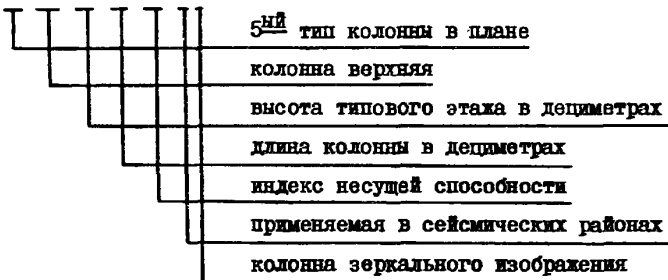 5ый тип колонны в плане
колонна верхняя
высота типового этажа в дециметрах
длина колонны в дециметрах
индекс несущей способности
применяемая в сейсмических районах
колонна зеркального изображения